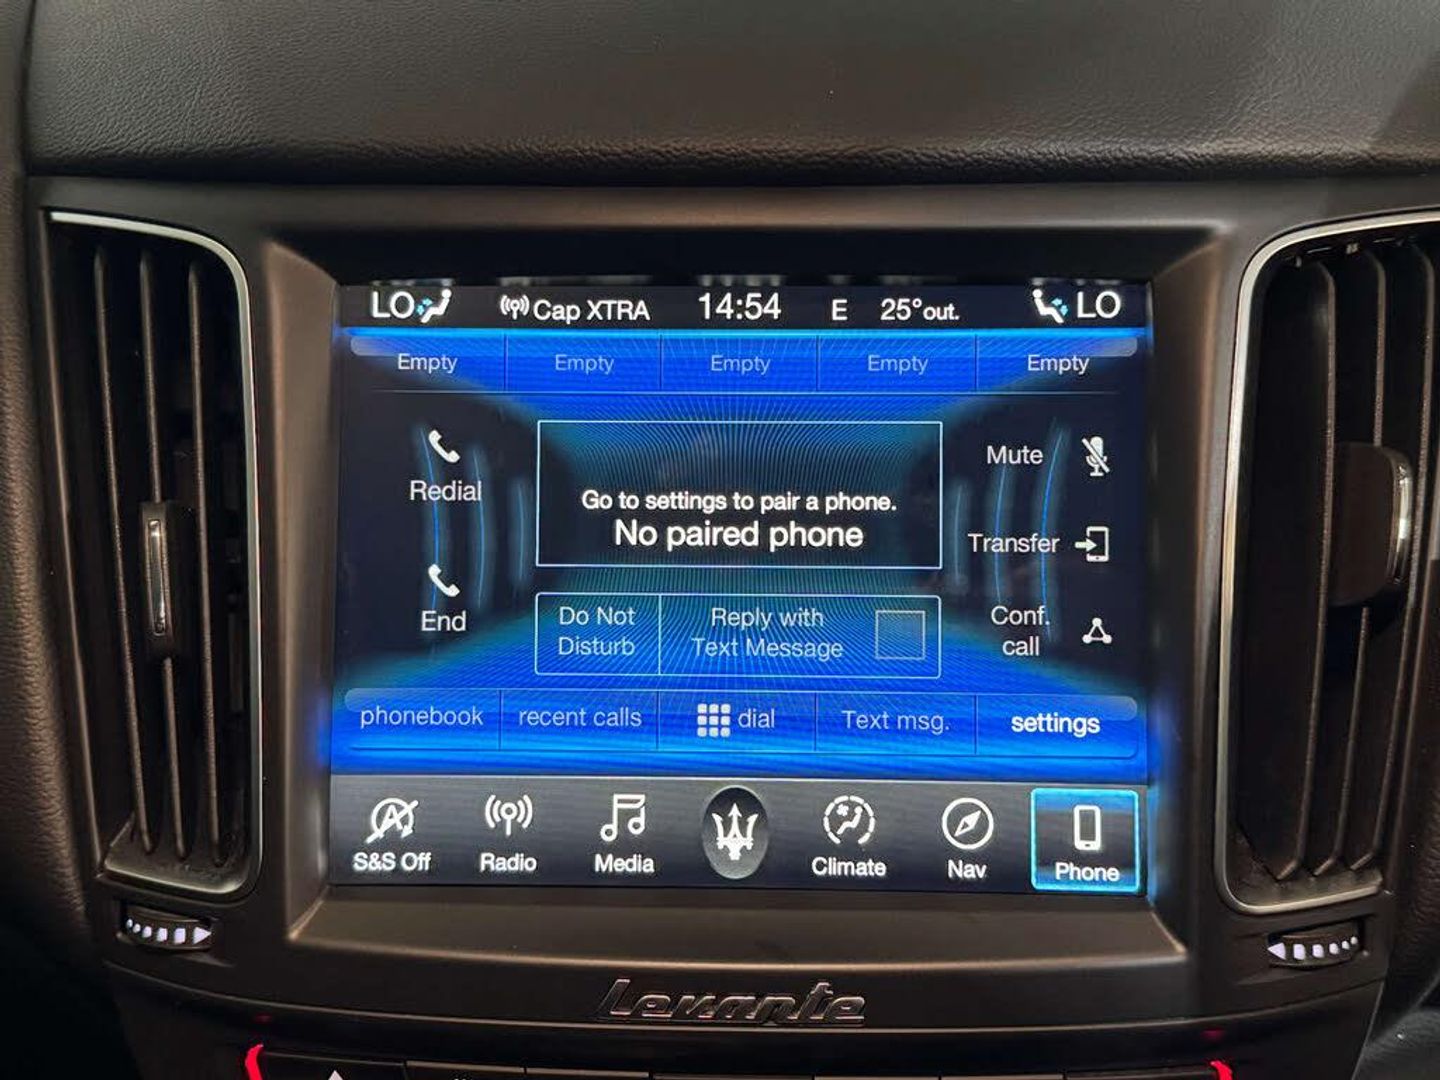 LO Cap XTRA 14:54 E 25°out. LO
Empty Empty Empty Empty Empty
Redial
Go to settings to pair a phone.
No paired phone
Mute
Transfer
End
Do Not
Disturb
Reply with
Text Message
Conf.
call
phonebook recent calls dial Text msg. settings
S&S Off Radio Media Climate Nav Phone
Levante